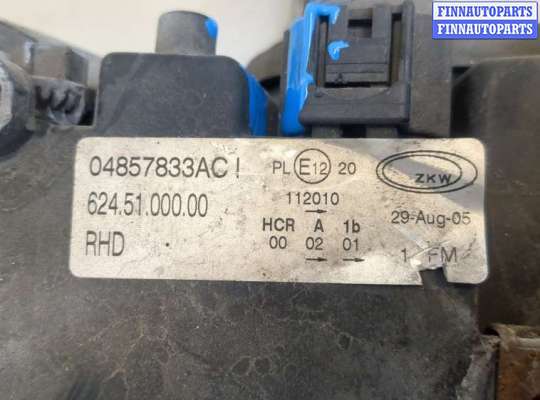 FINNAUTOPARTS
FINNAUTOPARTS
04857833AC ! PL E12 20 ZKW
624.51.000.00 112010
RHD HCR A 1b 29-Aug-05
00 02 01 1 FM